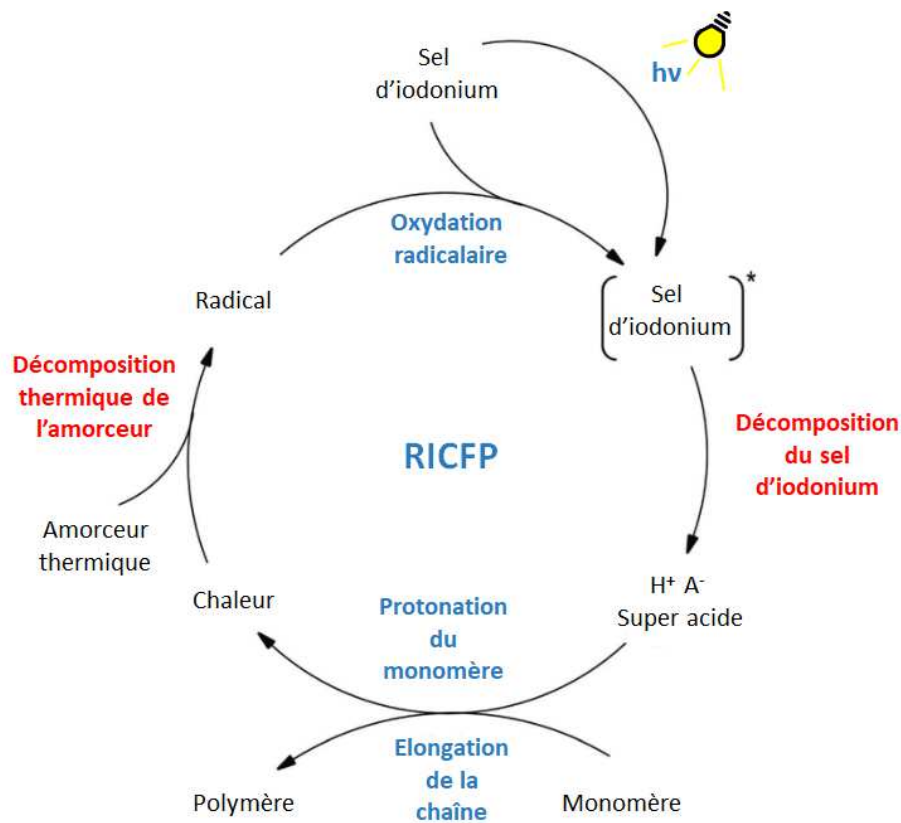 Sel
d'iodonium
hν
Oxydation
radicalaire
Radical
Sel
d'iodonium
*
Décomposition
thermique de
l'amorceur
RICFP
Décomposition
du sel
d'iodonium
Amorceur
thermique
Chaleur
Protonation
du
monomère
H⁺ A⁻
Super acide
Elongation
de la
chaîne
Polymère
Monomère